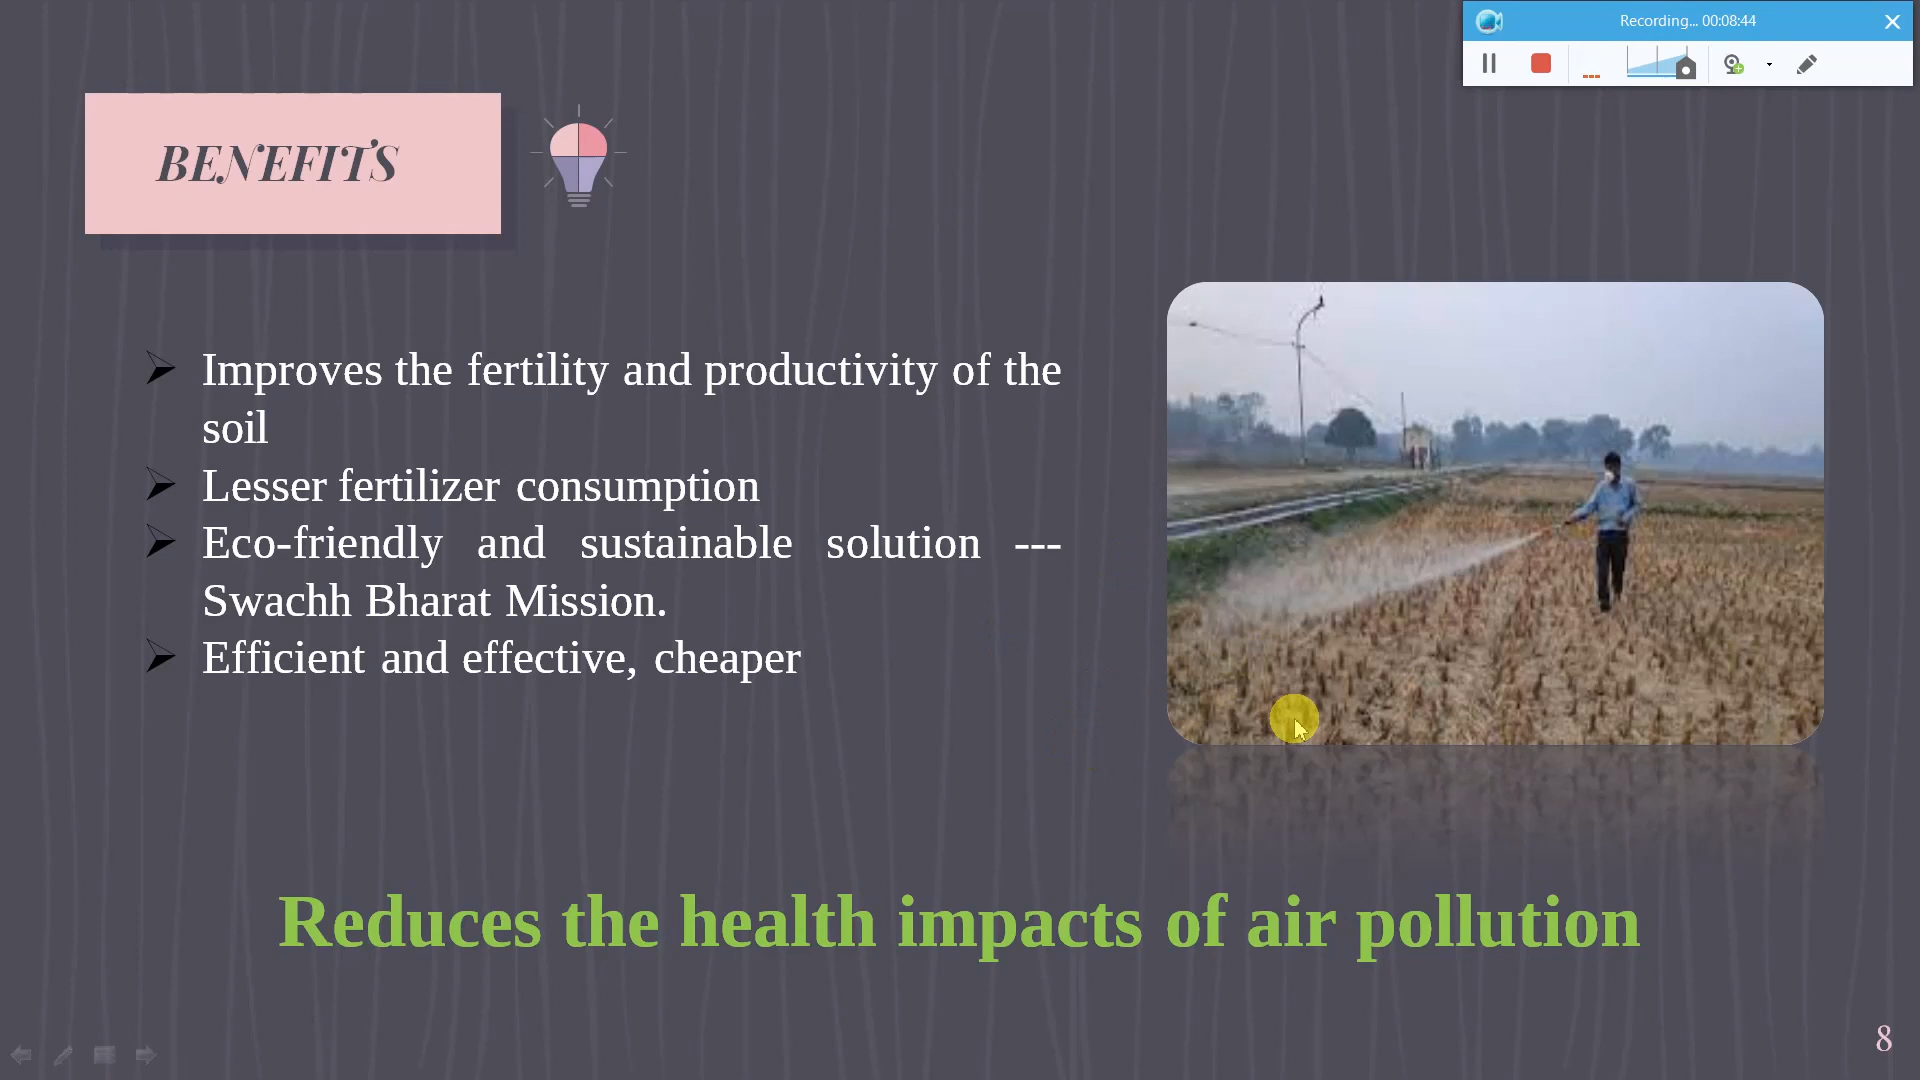 Recording... 00:08:44
BENEFITS
Improves the fertility and productivity of the
soil
Lesser fertilizer consumption
Eco-friendly and sustainable solution ---
Swachh Bharat Mission.
Efficient and effective, cheaper
Reduces the health impacts of air pollution
8